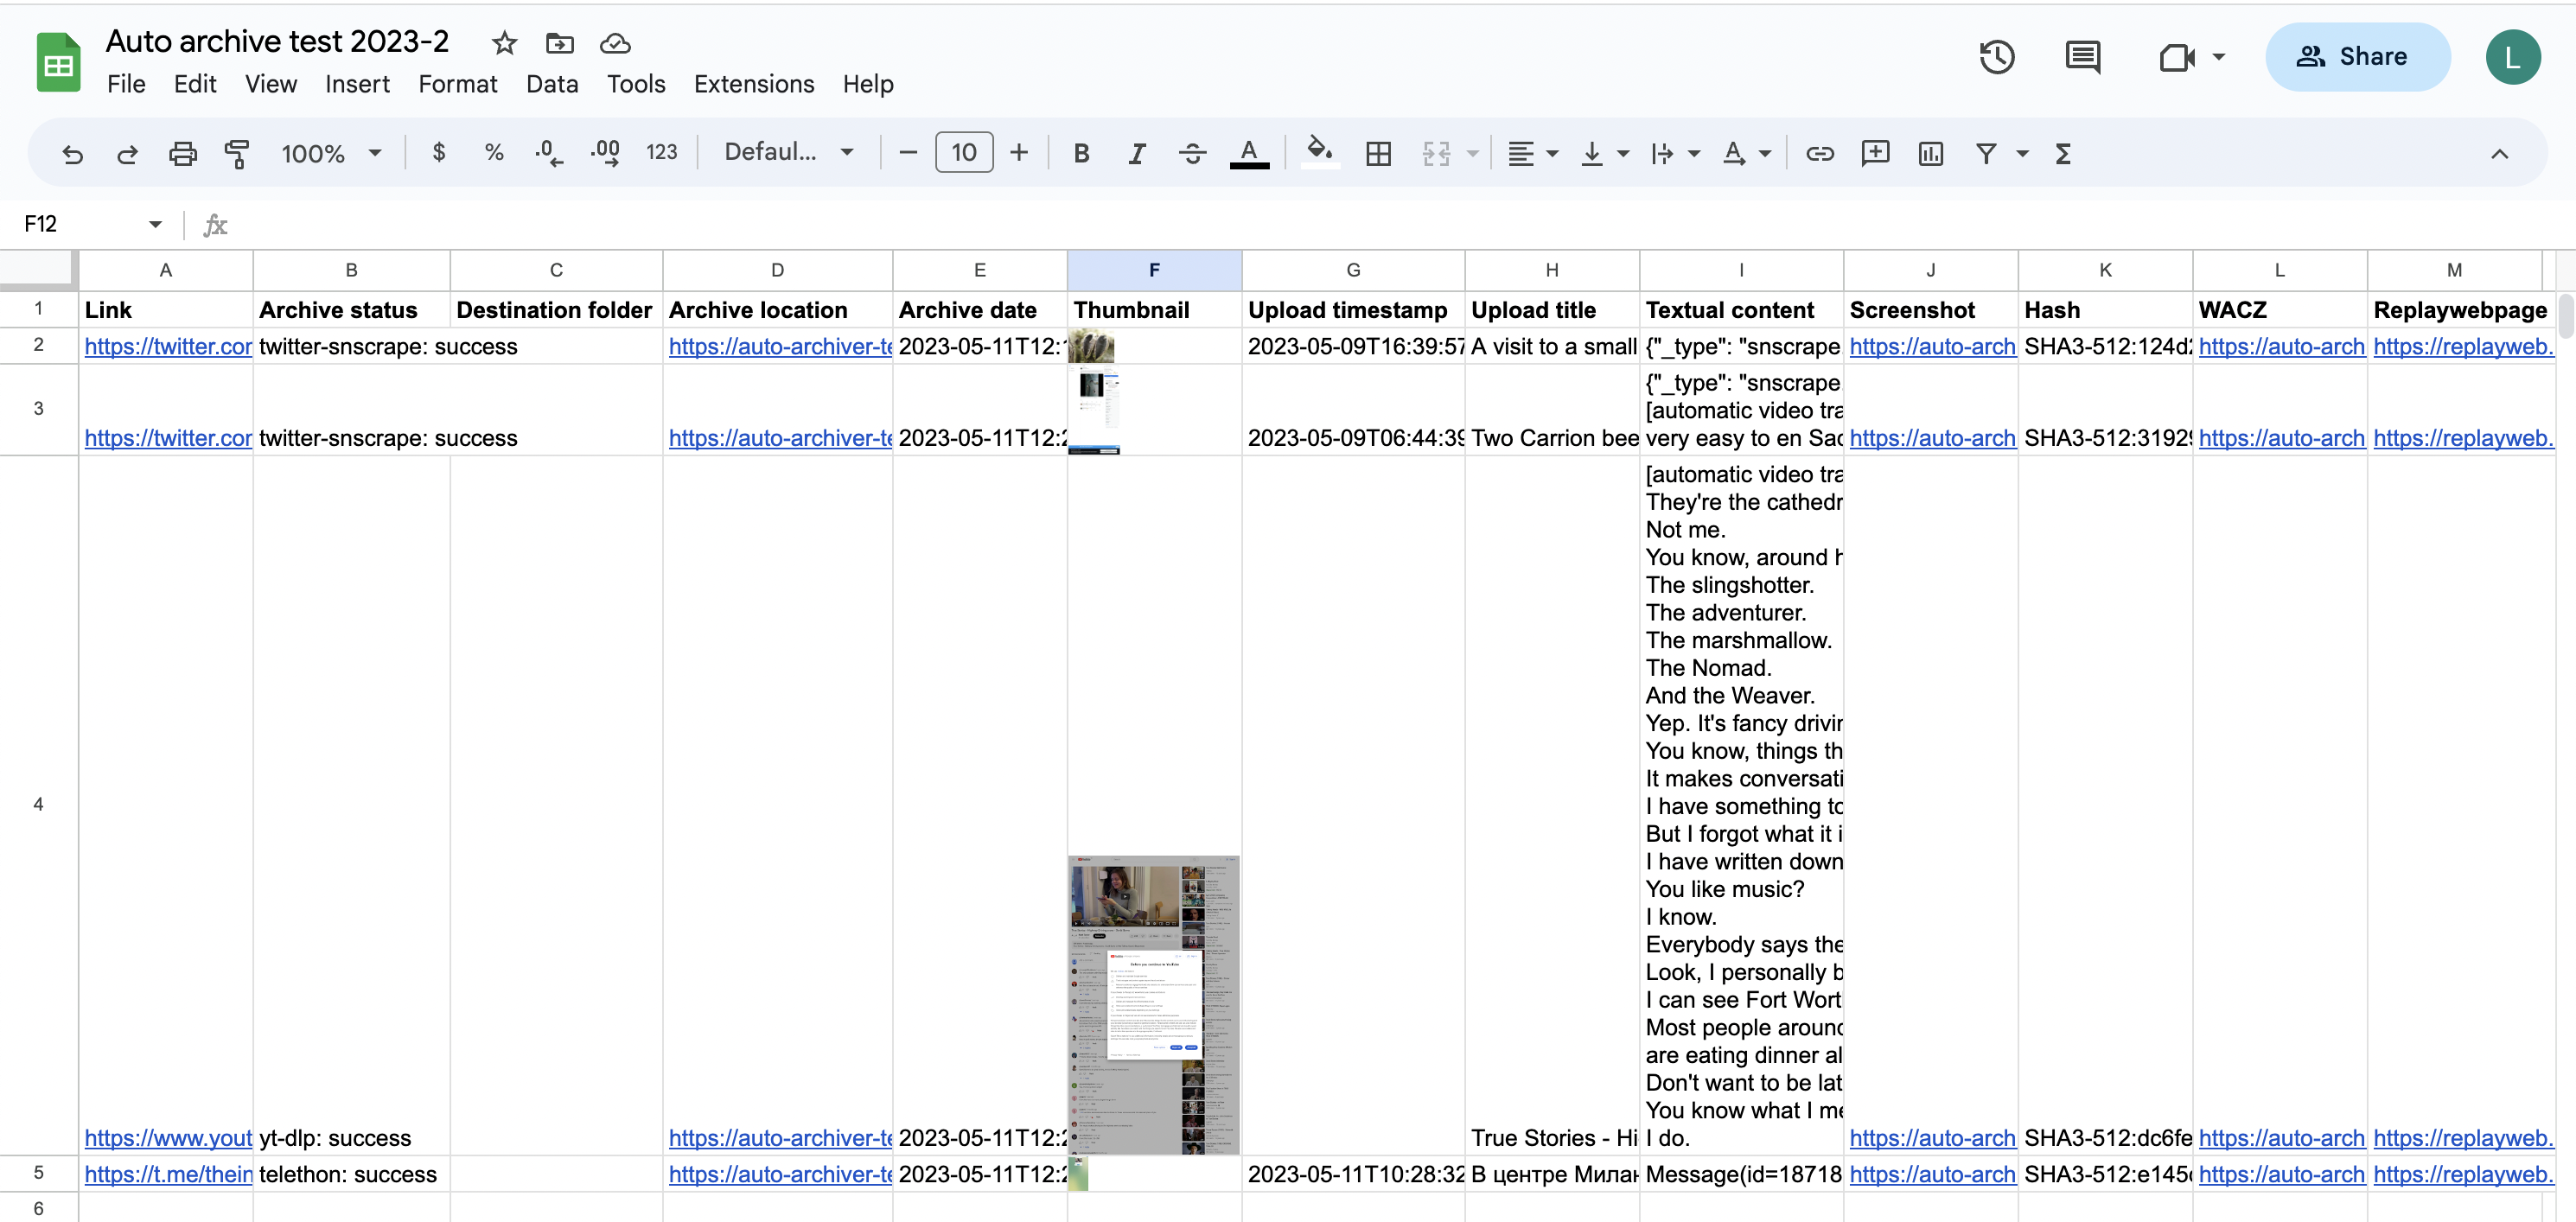 Auto archive test 2023-2
File Edit View Insert Format Data Tools Extensions Help
Share
L
100% $ % .0 .00 123 Defaul... 10 B I A
F12 fx
A B C D E F G H I J K L M
1 Link Archive status Destination folder Archive location Archive date Thumbnail Upload timestamp Upload title Textual content Screenshot Hash WACZ Replaywebpage
2 https://twitter.cor twitter-snscrape: success https://auto-archiver-te 2023-05-11T12: 2023-05-09T16:39:57 A visit to a small {"_type": "snscrape https://auto-arch SHA3-512:124d2 https://auto-arch https://replayweb.
{"_type": "snscrape
[automatic video tra
3 https://twitter.cor twitter-snscrape: success https://auto-archiver-te 2023-05-11T12:2 2023-05-09T06:44:39 Two Carrion bee very easy to en Sac https://auto-arch SHA3-512:31929 https://auto-arch https://replayweb.
[automatic video tra
They're the cathedr
Not me.
You know, around h
The slingshotter.
The adventurer.
The marshmallow.
The Nomad.
And the Weaver.
Yep. It's fancy drivin
You know, things th
It makes conversati
I have something to
But I forgot what it i
I have written down
You like music?
I know.
Everybody says the
Look, I personally b
I can see Fort Wort
Most people around
are eating dinner al
Don't want to be lat
You know what I me
4 https://www.yout yt-dlp: success https://auto-archiver-te 2023-05-11T12:2 True Stories - Hi I do. https://auto-arch SHA3-512:dc6fe https://auto-arch https://replayweb.
5 https://t.me/thein telethon: success https://auto-archiver-te 2023-05-11T12:2 2023-05-11T10:28:32 В центре Милан Message(id=18718 https://auto-arch SHA3-512:e145c https://auto-arch https://replayweb.
6